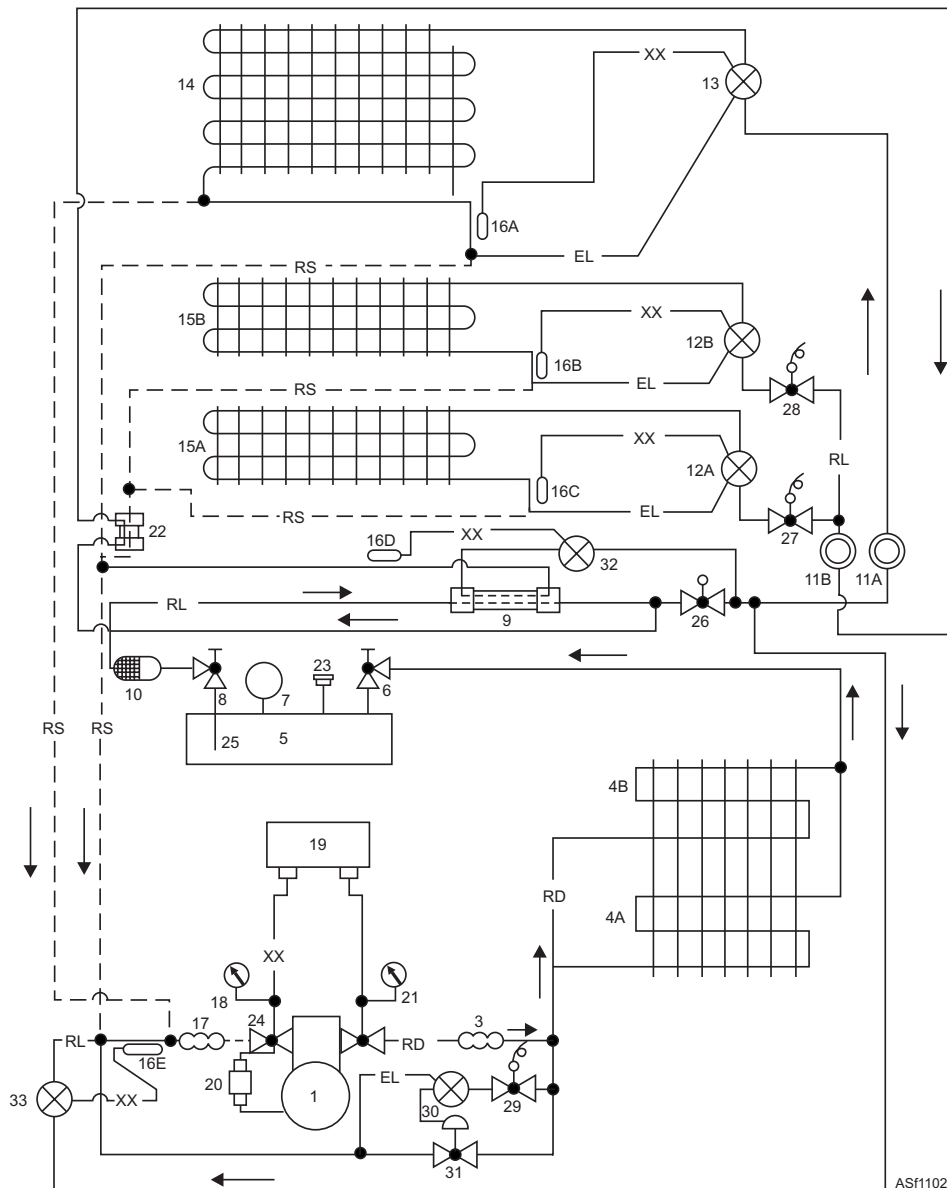 XX
14
13
16A
EL
RS
15B
XX
12B
16B
EL
28
RS
15A
XX
12A
RL
16C
EL
RS
27
22
16D
XX
32
11B
11A
RL
9
26
10
8
7
23
6
25
5
RS
RS
4B
19
RD
4A
XX
18
21
17
24
3
RL
RD
16E
20
EL
33
XX
1
30
29
31
ASf1102